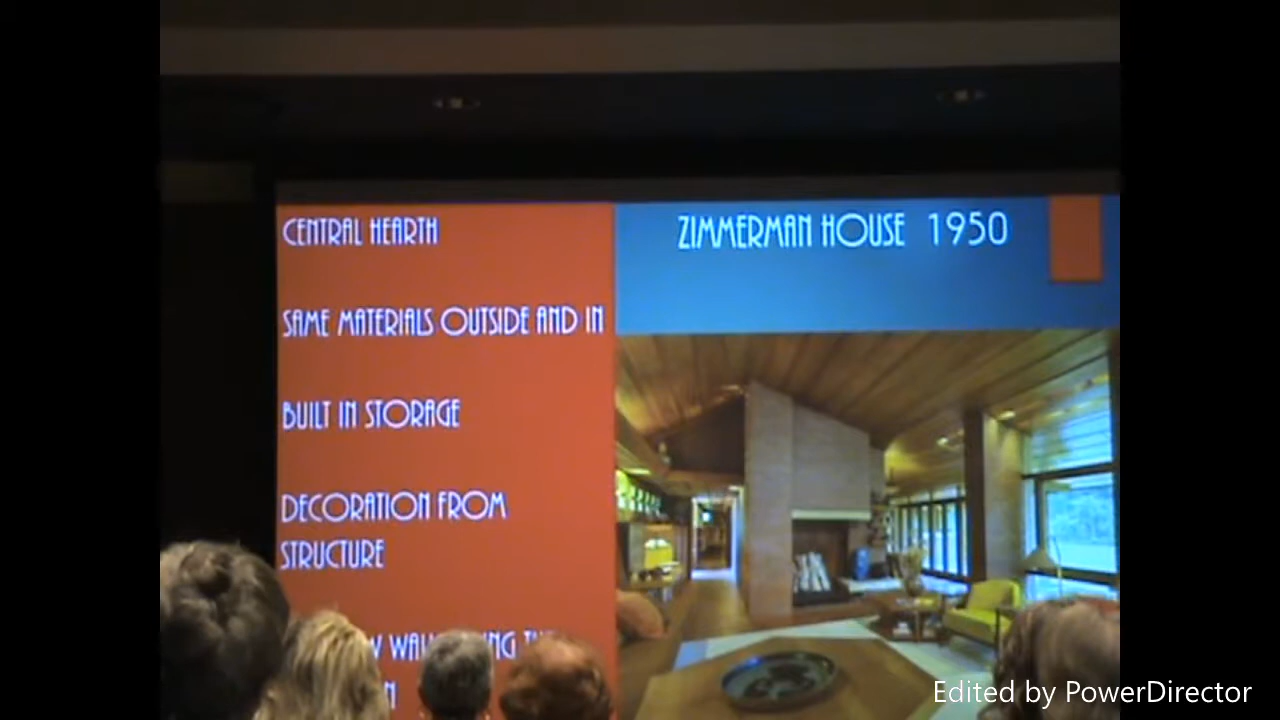 CENTRAL HEARTH
SAME MATERIALS OUTSIDE AND IN
BUILT IN STORAGE
DECORATION FROM
STRUCTURE
ZIMMERMAN HOUSE 1950
Edited by PowerDirector